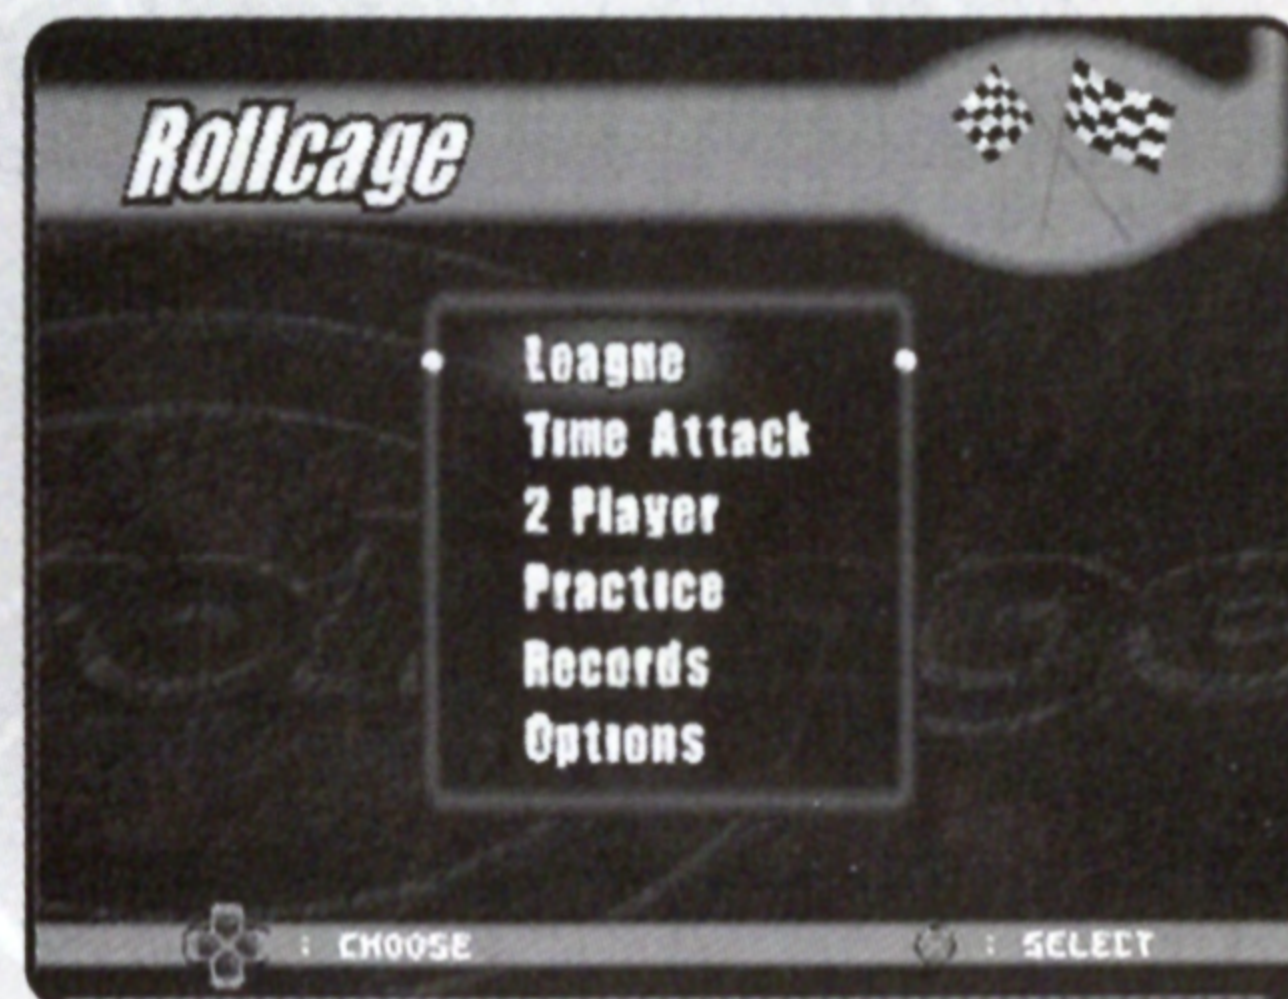 Rollcage
League
Time Attack
2 Player
Practice
Records
Options
: CHOOSE
: SELECT